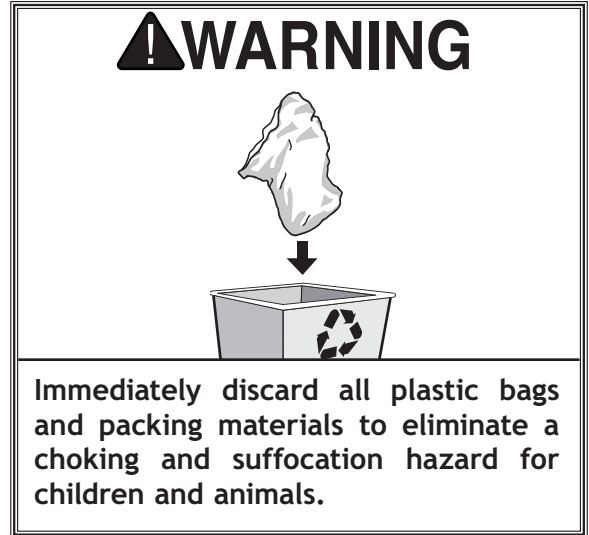 WARNING
Immediately discard all plastic bags
and packing materials to eliminate a
choking and suffocation hazard for
children and animals.